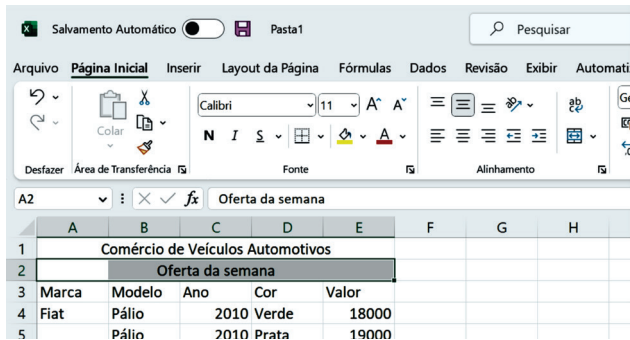 Salvamento Automático Pasta1 Pesquisar
Arquivo Página Inicial Inserir Layout da Página Fórmulas Dados Revisão Exibir Automati
Colar Calibri 11 A A ab Ge
N I S A
Desfazer Área de Transferência Fonte Alinhamento
A2 fx Oferta da semana
A B C D E F G H
1 Comércio de Veículos Automotivos
2 Oferta da semana
3 Marca Modelo Ano Cor Valor
4 Fiat Pálio 2010 Verde 18000
5 Pálio 2010 Prata 19000